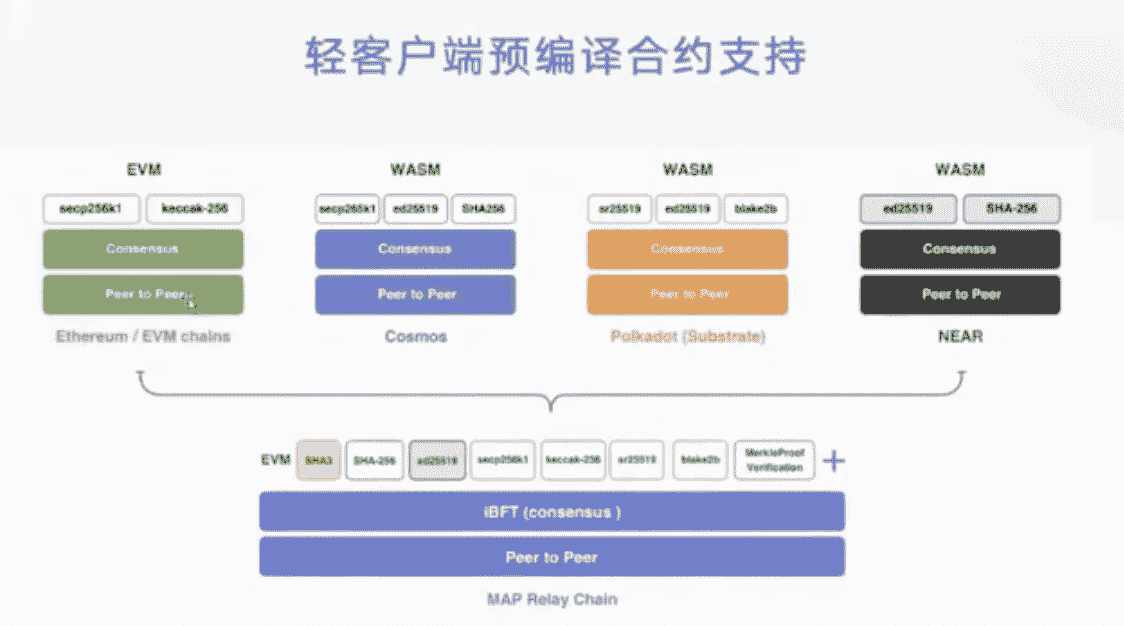 轻客户端预编译合约支持
EVM
WASM
WASM
WASM
secp256k1
keccak-256
secp256k1
ed25519
SHA256
sr25519
ed25519
blake2b
ed25519
SHA-256
Consensus
Consensus
Consensus
Consensus
Peer to Peer
Peer to Peer
Peer to Peer
Peer to Peer
Ethereum / EVM chains
Cosmos
Polkadot (Substrate)
NEAR
EVM
SHA3
SHA-256
ed25519
secp256k1
keccak-256
sr25519
blake2b
MerkleProof
Verification
+
iBFT (consensus )
Peer to Peer
MAP Relay Chain